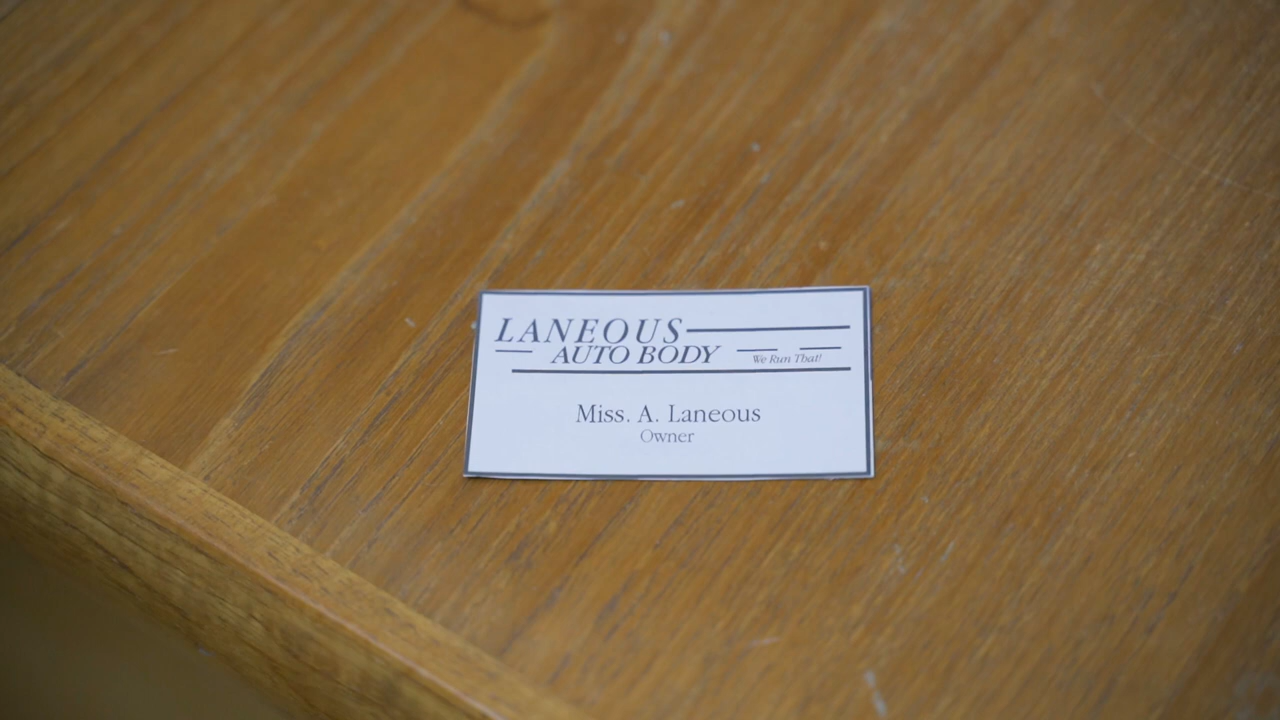 LANEOUS
AUTO BODY
We Run That!
Miss. A. Laneous
Owner